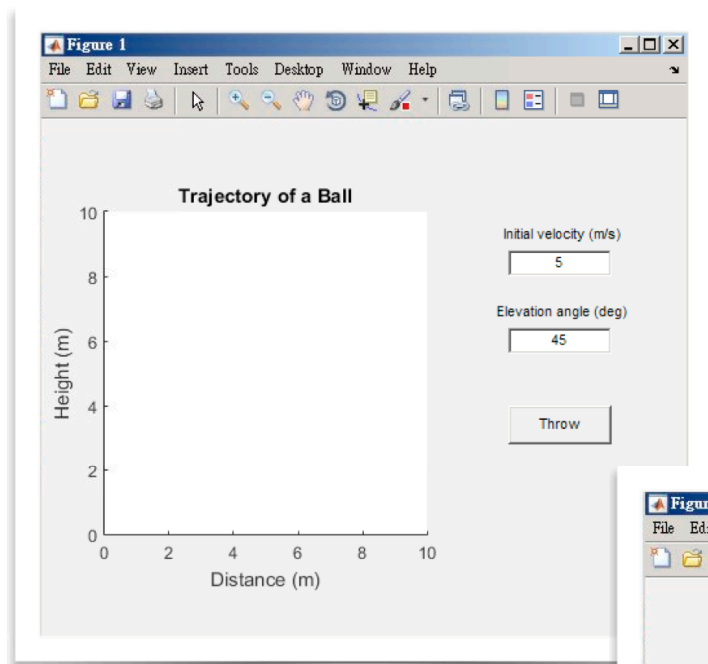 Figure 1
File Edit View Insert Tools Desktop Window Help
Trajectory of a Ball
10
8
6
4
2
0
Height (m)
0 2 4 6 8 10
Distance (m)
Initial velocity (m/s)
5
Elevation angle (deg)
45
Throw
File